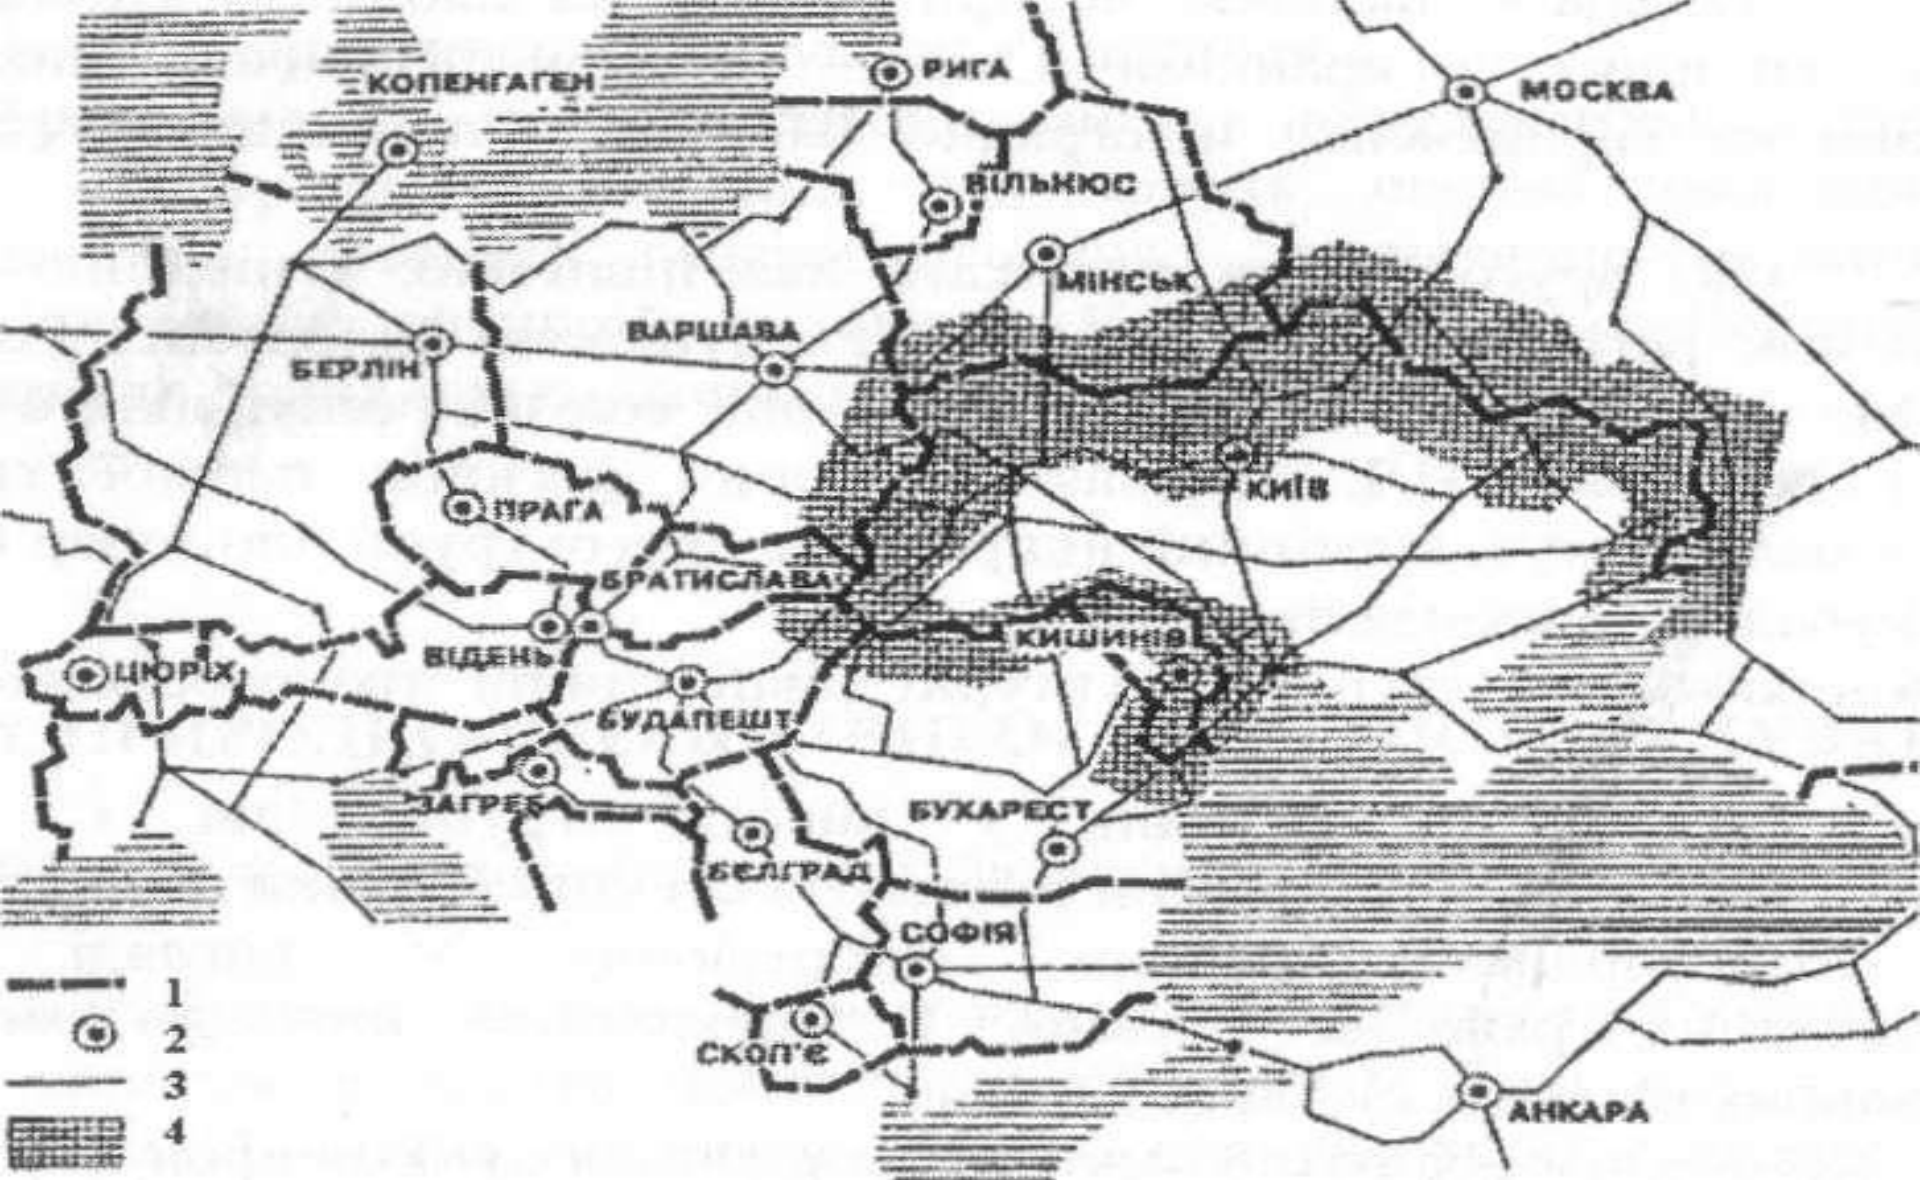 КОПЕНГАГЕН
РИГА
МОСКВА
ВІЛЬНЮС
МІНСЬК
ВАРШАВА
БЕРЛІН
КИЇВ
ПРАГА
БРАТИСЛАВА
КИШИНІВ
ВІДЕНЬ
ЦЮРІХ
БУДАПЕШТ
ЗАГРЕБ
БУХАРЕСТ
БЄЛГРАД
СОФІЯ
СКОП'Є
АНКАРА
1
2
3
4